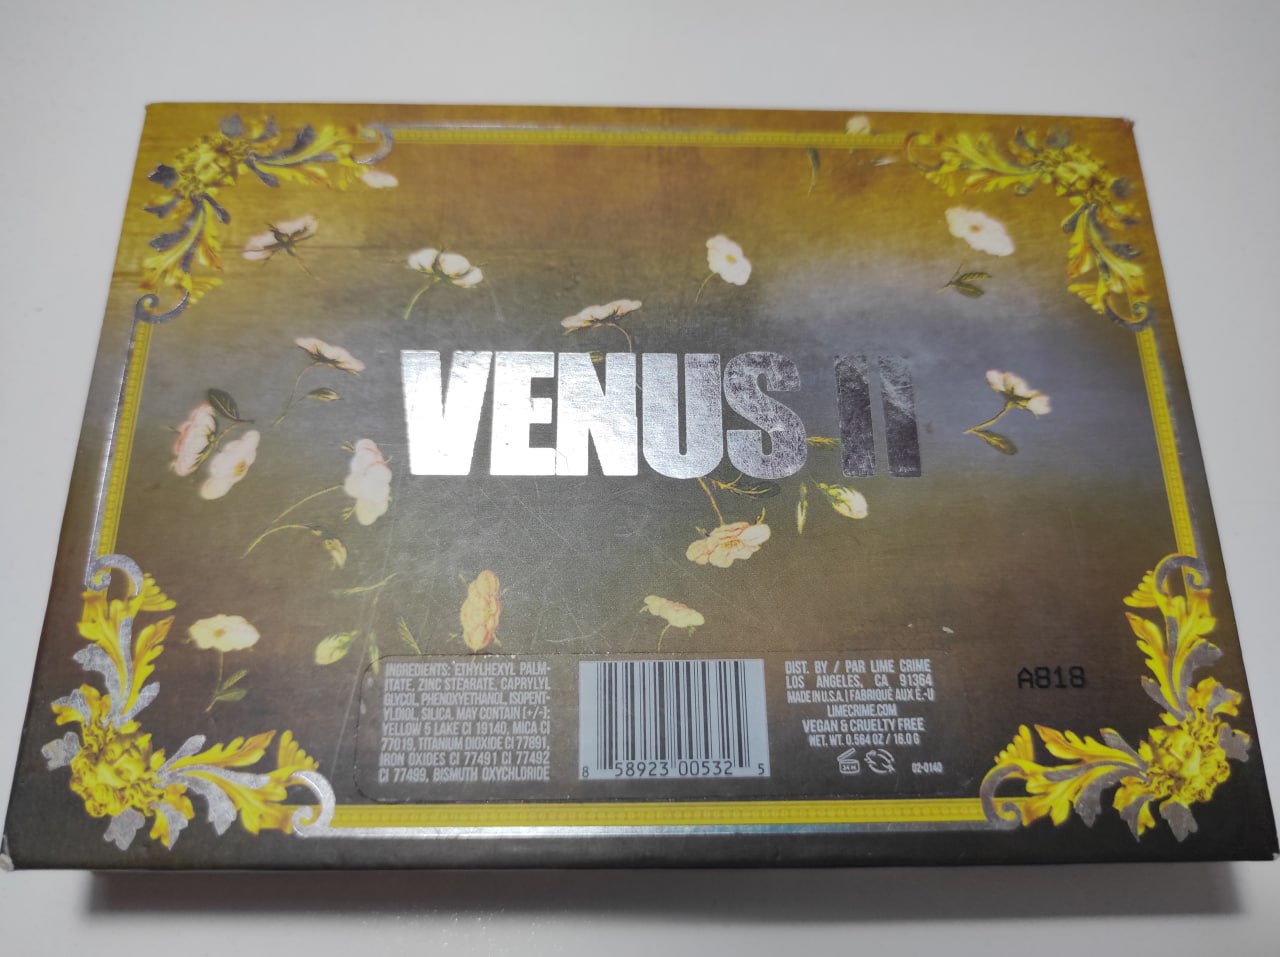 VENUS II
INGREDIENTS: ETHYLHEXYL PALM-
ITATE, ZINC STEARATE, CAPRYLYL
GLYCOL, PHENOXYETHANOL, ISOPENT-
YLDIOL, SILICA. MAY CONTAIN (+/-):
YELLOW 5 LAKE CI 19140, MICA CI
77019, TITANIUM DIOXIDE CI 77891,
IRON OXIDES CI 77491 CI 77492
CI 77499, BISMUTH OXYCHLORIDE
8 58923 00532 5
DIST. BY / PAR LIME CRIME
LOS ANGELES, CA 91364
MADE IN U.S.A. | FABRIQUÉ AUX É.-U
LIMECRIME.COM
VEGAN & CRUELTY FREE
NET. WT. 0.564 OZ / 16.0 G
24 M
02-0140
A818